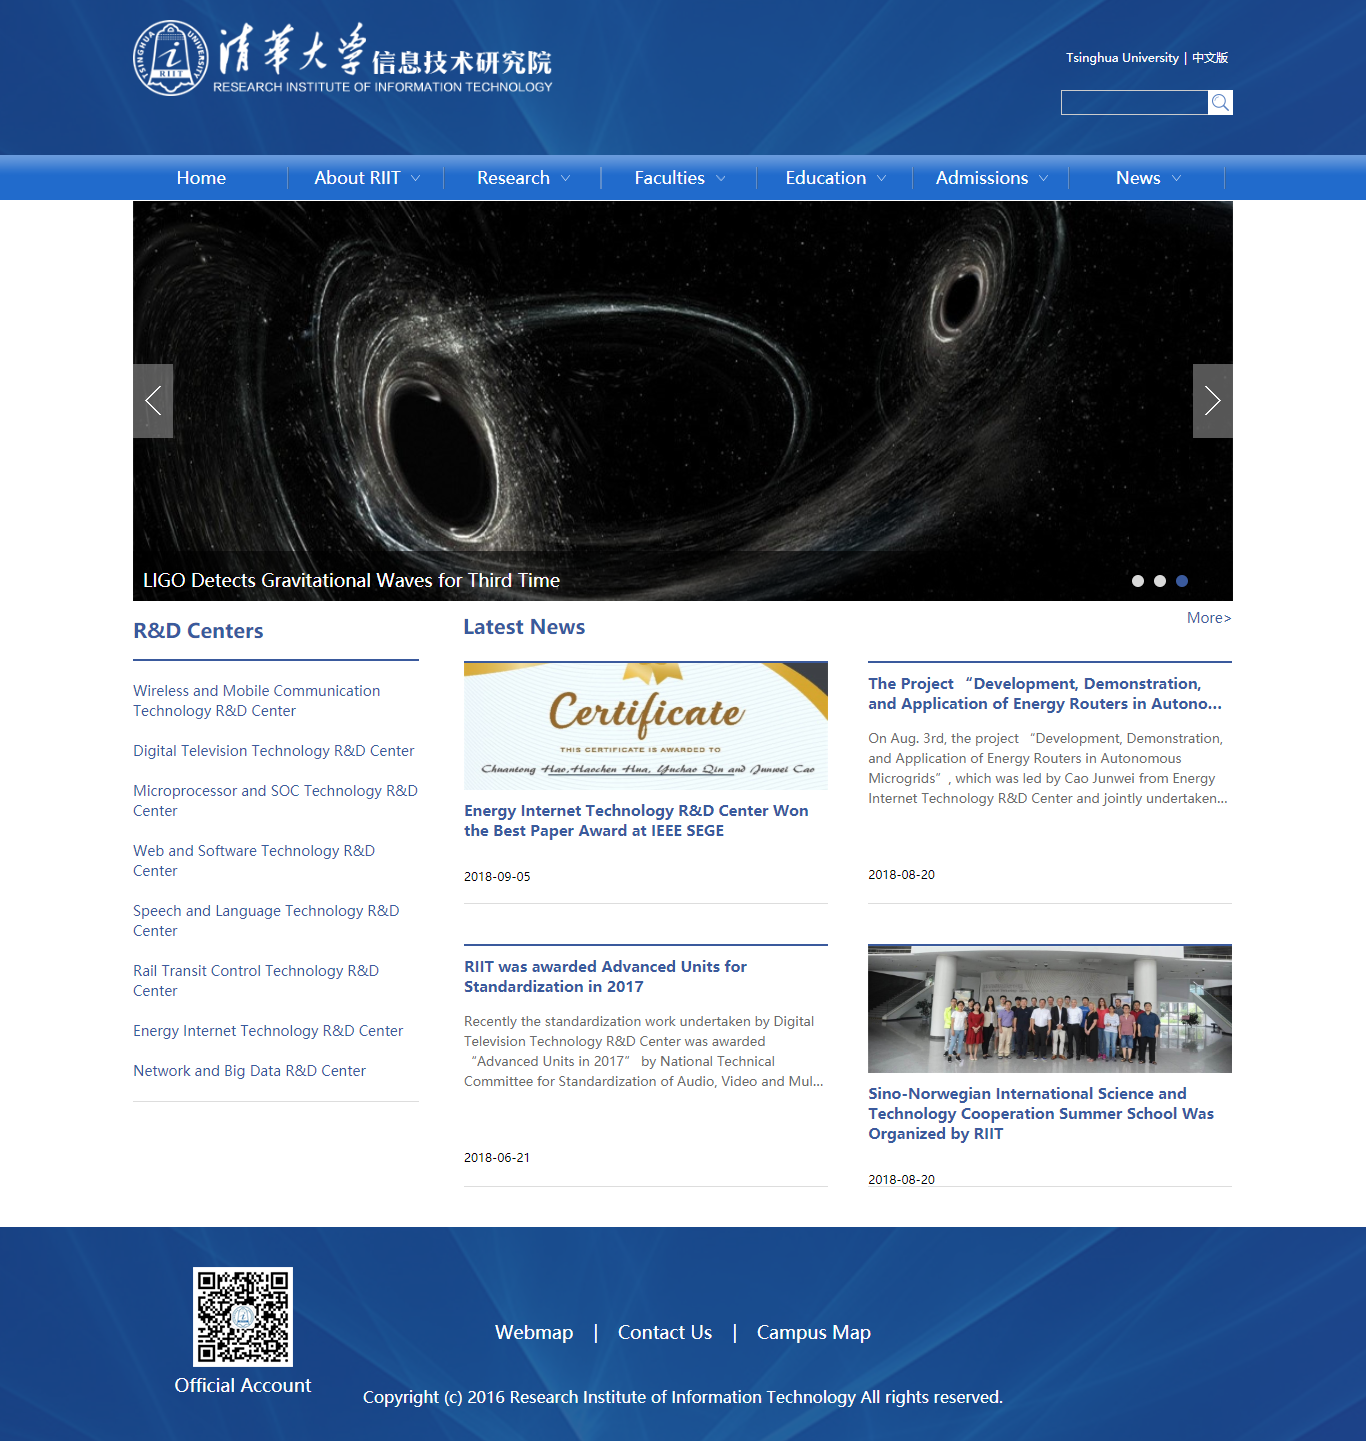 清华大学信息技术研究院
RESEARCH INSTITUTE OF INFORMATION TECHNOLOGY
TSINGHUA UNIVERSITY
RIIT
Tsinghua University | 中文版
Home
About RIIT
Research
Faculties
Education
Admissions
News
LIGO Detects Gravitational Waves for Third Time
R&D Centers
Wireless and Mobile Communication
Technology R&D Center
Digital Television Technology R&D Center
Microprocessor and SOC Technology R&D
Center
Web and Software Technology R&D
Center
Speech and Language Technology R&D
Center
Rail Transit Control Technology R&D
Center
Energy Internet Technology R&D Center
Network and Big Data R&D Center
Latest News
More>
Certificate
THIS CERTIFICATE IS AWARDED TO
Chuantong Hao,Haochen Hua, Yuchao Qin and Junwei Cao
Energy Internet Technology R&D Center Won
the Best Paper Award at IEEE SEGE
2018-09-05
The Project “Development, Demonstration,
and Application of Energy Routers in Autono...
On Aug. 3rd, the project “Development, Demonstration,
and Application of Energy Routers in Autonomous
Microgrids”, which was led by Cao Junwei from Energy
Internet Technology R&D Center and jointly undertaken...
2018-08-20
RIIT was awarded Advanced Units for
Standardization in 2017
Recently the standardization work undertaken by Digital
Television Technology R&D Center was awarded
“Advanced Units in 2017” by National Technical
Committee for Standardization of Audio, Video and Mul...
2018-06-21
Sino-Norwegian International Science and
Technology Cooperation Summer School Was
Organized by RIIT
2018-08-20
Official Account
Webmap | Contact Us | Campus Map
Copyright (c) 2016 Research Institute of Information Technology All rights reserved.